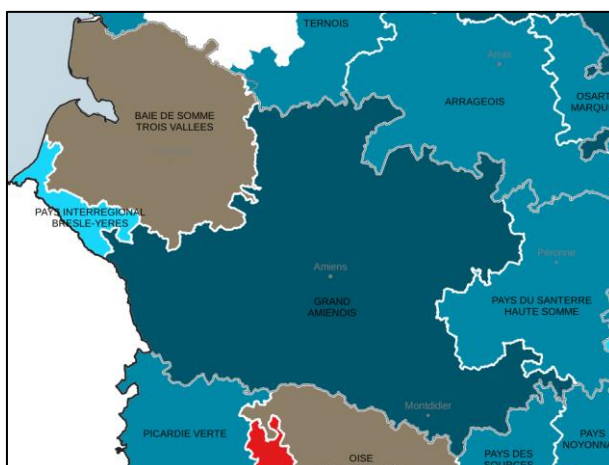 TERNOIS
Arras
ARRAGEOIS
OSART
MARQU
BAIE DE SOMME
TROIS VALLEES
PAYS INTERREGIONAL
BRESLE-YERES
Amiens
GRAND
AMIENOIS
Péronne
PAYS DU SANTERRE
HAUTE SOMME
Montdidier
PICARDIE VERTE
OISE
PAYS DES
SOURCES
PAYS
NOYONNA